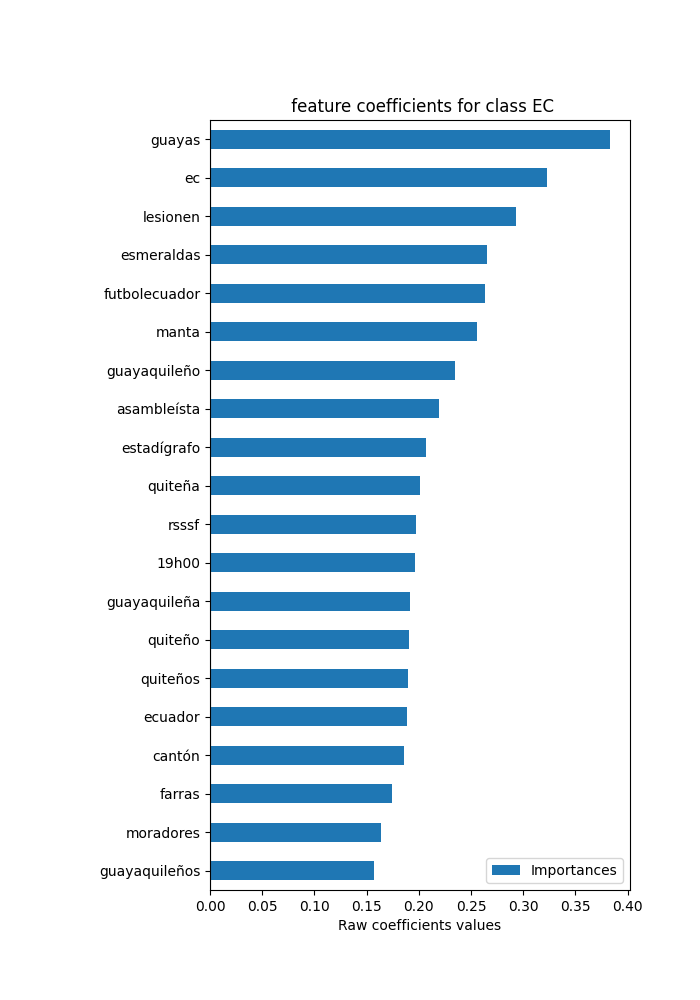 feature coefficients for class EC
guayas
ec
lesionen
esmeraldas
futbolecuador
manta
guayaquileño
asambleísta
estadígrafo
quiteña
rsssf
19h00
guayaquileña
quiteño
quiteños
ecuador
cantón
farras
moradores
guayaquileños
Importances
0.00 0.05 0.10 0.15 0.20 0.25 0.30 0.35 0.40
Raw coefficients values